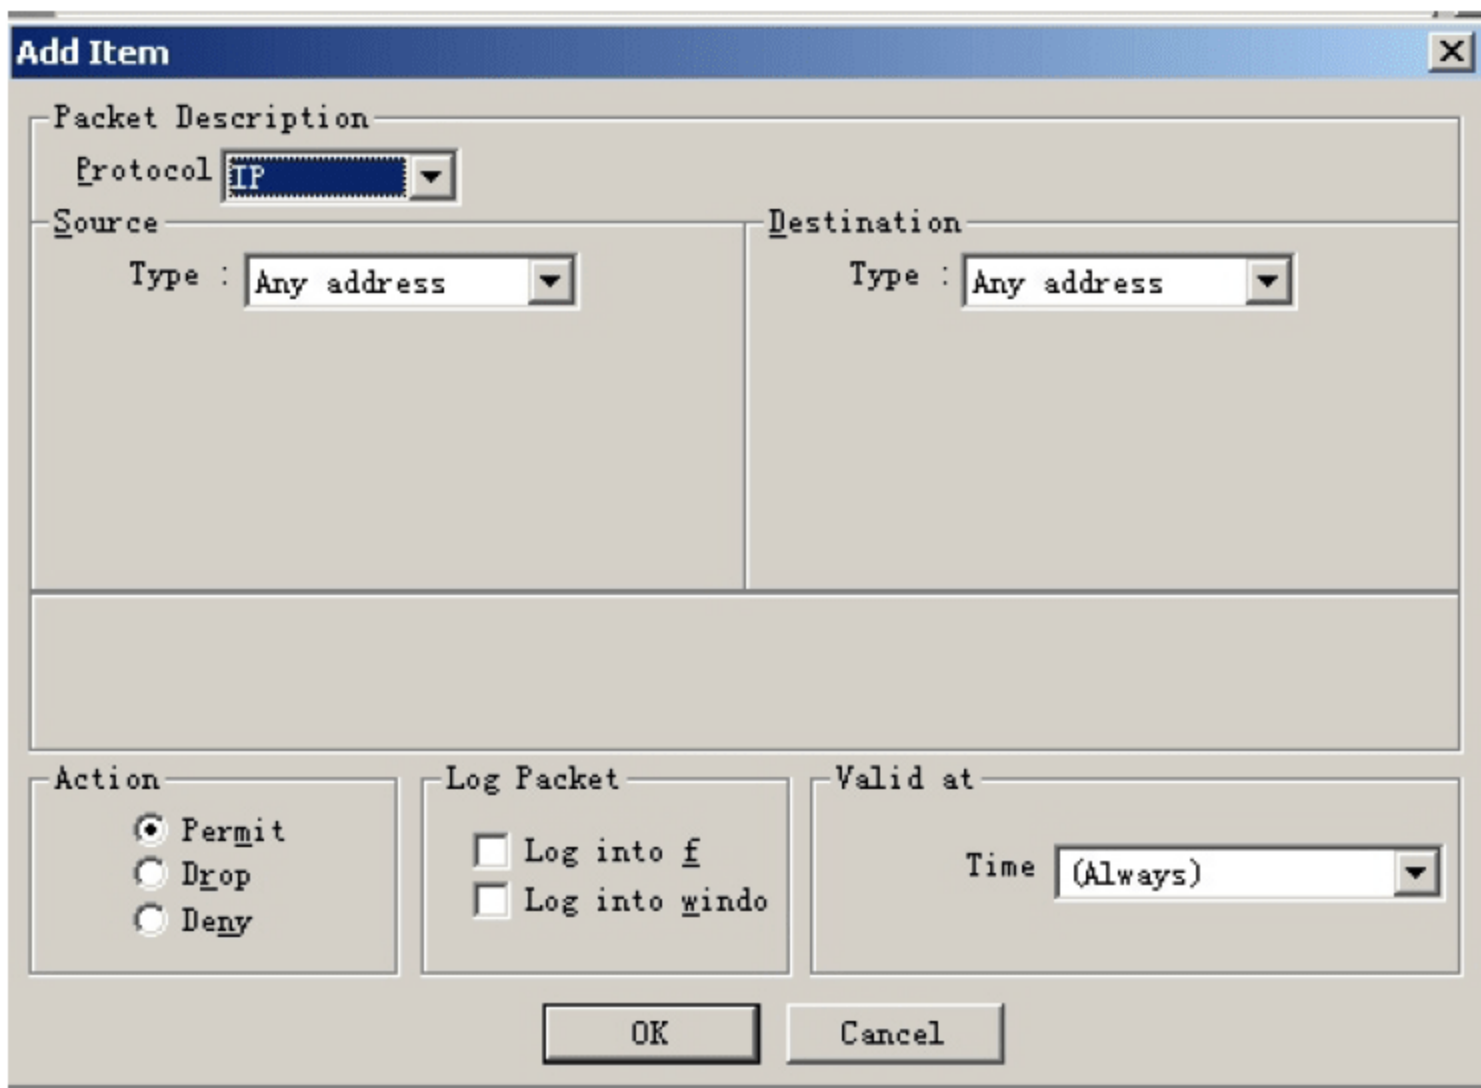 Add Item
Packet Description
Protocol IP
Source
Destination
Type : Any address
Type : Any address
Action
Permit
Drop
Deny
Log Packet
Log into f
Log into windo
Valid at
Time (Always)
OK
Cancel